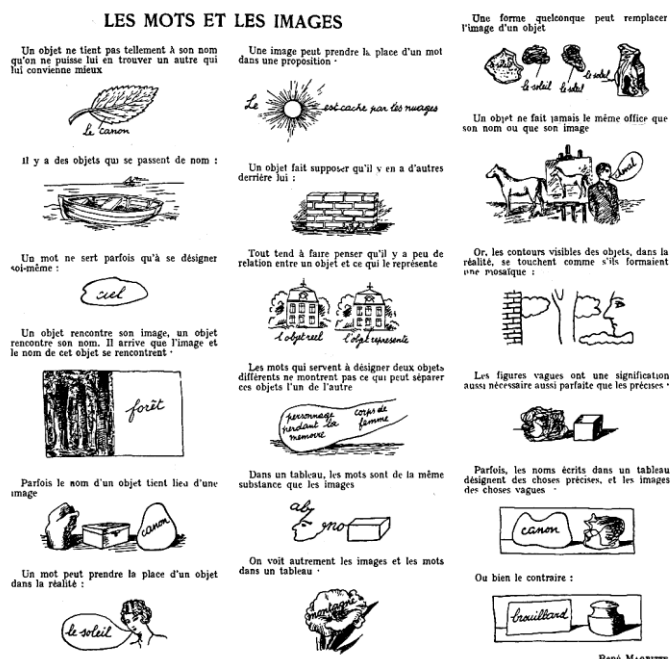 LES MOTS ET LES IMAGES
Un objet ne tient pas tellement à son nom
qu'on ne puisse lui en trouver un autre qui
lui convienne mieux
le canon
Il y a des objets qui se passent de nom :
Un mot ne sert parfois qu'à se désigner
soi-même :
ciel
Un objet rencontre son image, un objet
rencontre son nom. Il arrive que l'image et
le nom de cet objet se rencontrent ·
forêt
Parfois le nom d'un objet tient lieu d'une
image
canon
Un mot peut prendre la place d'un objet
dans la réalité :
le soleil
Une image peut prendre la place d'un mot
dans une proposition ·
Le
est caché par les nuages
Un objet fait supposer qu'il y en a d'autres
derrière lui :
Tout tend à faire penser qu'il y a peu de
relation entre un objet et ce qui le représente
l'objet réel
l'objet représenté
Les mots qui servent à désigner deux objets
différents ne montrent pas ce qui peut séparer
ces objets l'un de l'autre
personnage
perdant la
mémoire
corps de
femme
Dans un tableau, les mots sont de la même
substance que les images
ab
gno
On voit autrement les images et les mots
dans un tableau ·
montagne
Une forme quelconque peut remplacer
l'image d'un objet
le soleil
le soleil
le soleil
le soleil
Un objet ne fait jamais le même office que
son nom ou que son image
cheval
Or, les contours visibles des objets, dans la
réalité, se touchent comme s'ils formaient
une mosaïque :
Les figures vagues ont une signification
aussi nécessaire aussi parfaite que les précises ·
Parfois, les noms écrits dans un tableau
désignent des choses précises, et les images
des choses vagues ·
canon
Ou bien le contraire :
brouillard
René MAGRITTE